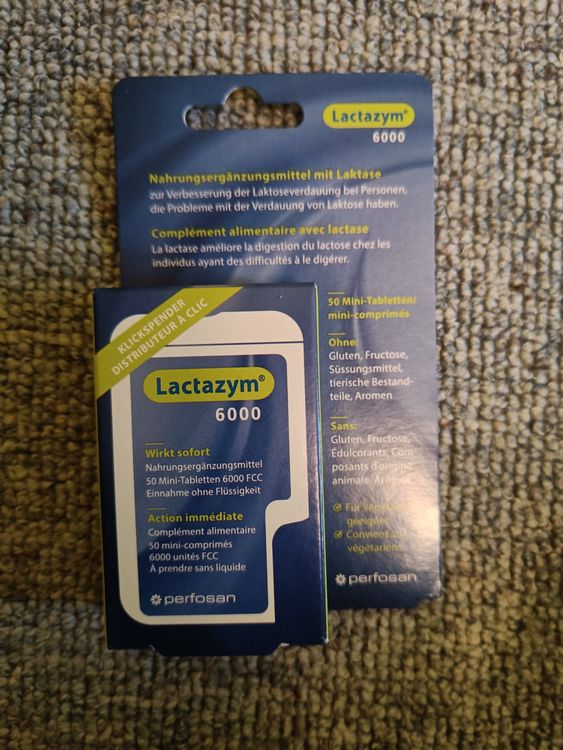 Lactazym®
6000
Nahrungsergänzungsmittel mit Laktase
zur Verbesserung der Laktoseverdauung bei Personen,
die Probleme mit der Verdauung von Laktose haben.
Complément alimentaire avec lactase
La lactase améliore la digestion du lactose chez les
individus ayant des difficultés à le digérer.
50 Mini-Tabletten/
mini-comprimés
Ohne:
Gluten, Fructose,
Süssungsmittel,
tierische Bestand-
teile, Aromen
Sans:
Gluten, Fructose,
Édulcorants, Com
posants d'origine
animale, Arômes
Für Vegetar
geeignet
Convient aux
végétariens
perfosan
KLICKSPENDER
DISTRIBUTEUR À CLIC
Lactazym®
6000
Wirkt sofort
Nahrungsergänzungsmittel
50 Mini-Tabletten 6000 FCC
Einnahme ohne Flüssigkeit
Action immédiate
Complément alimentaire
50 mini-comprimés
6000 unités FCC
À prendre sans liquide
perfosan